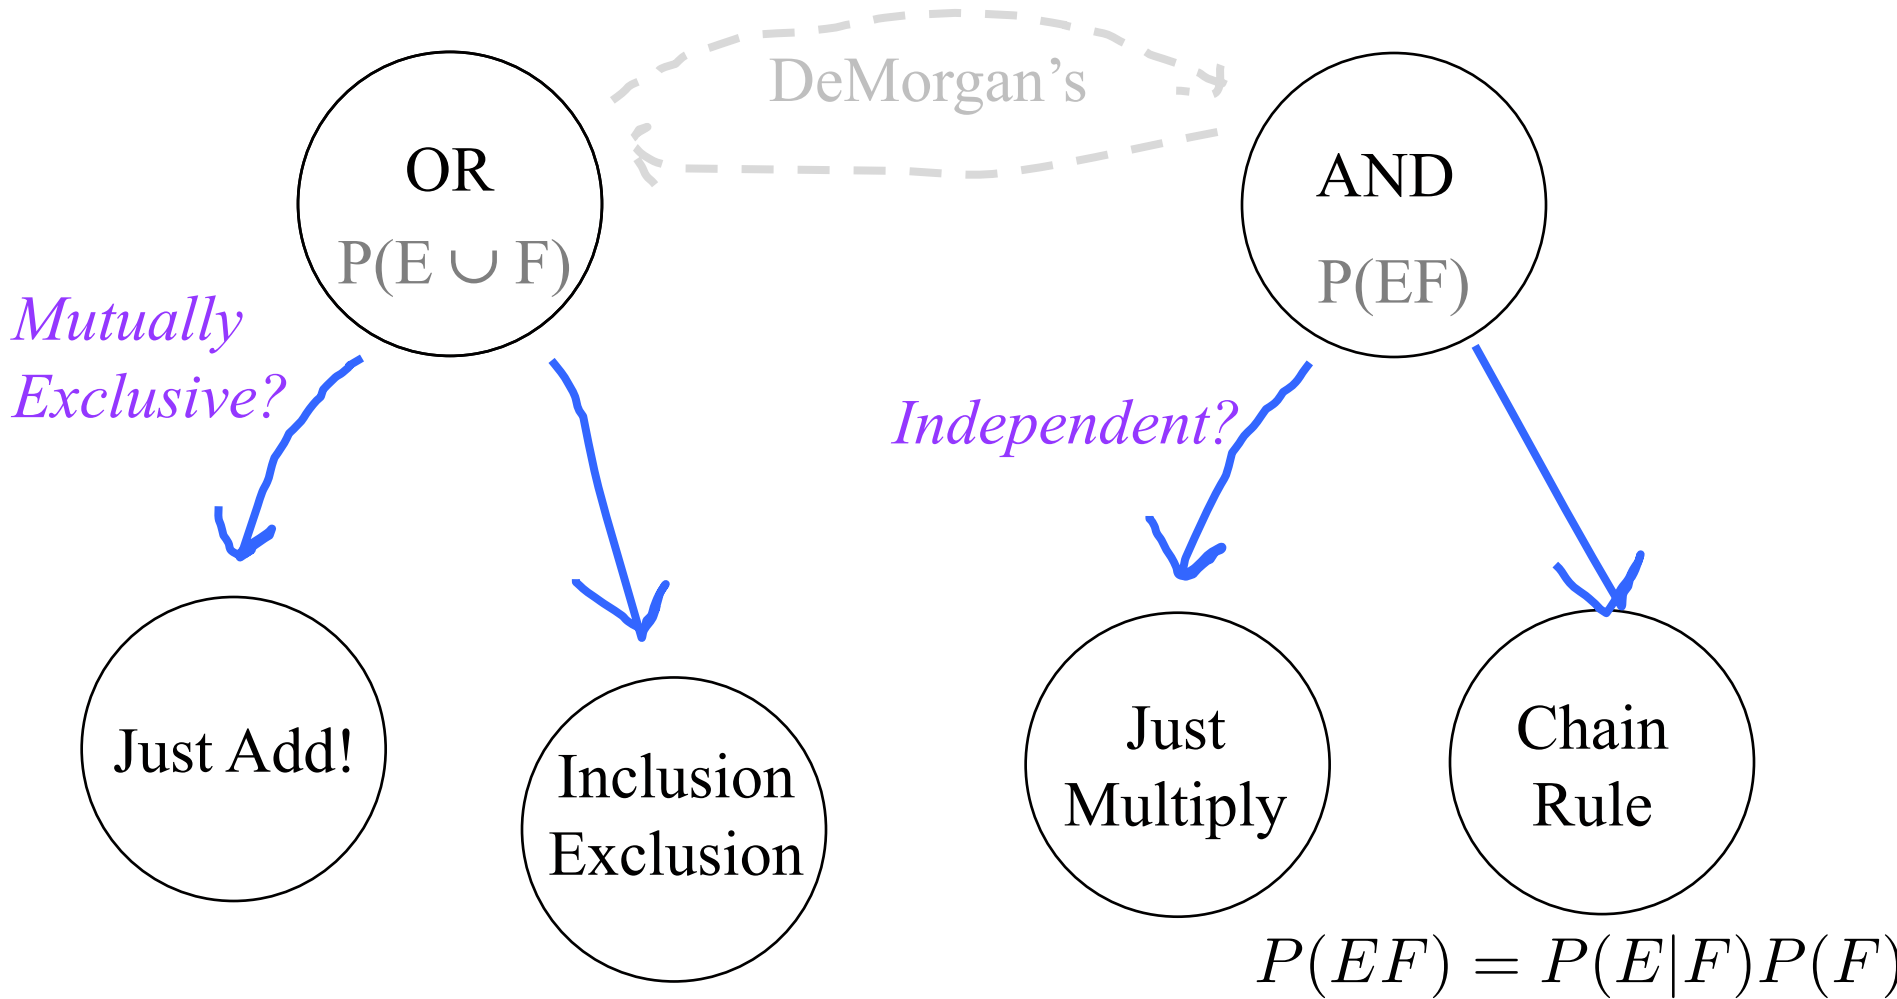 DeMorgan’s
OR
P(E ∪ F)
AND
P(EF)
Mutually
Exclusive?
Independent?
Just Add!
Inclusion
Exclusion
Just
Multiply
Chain
Rule
P(EF) = P(E|F)P(F)